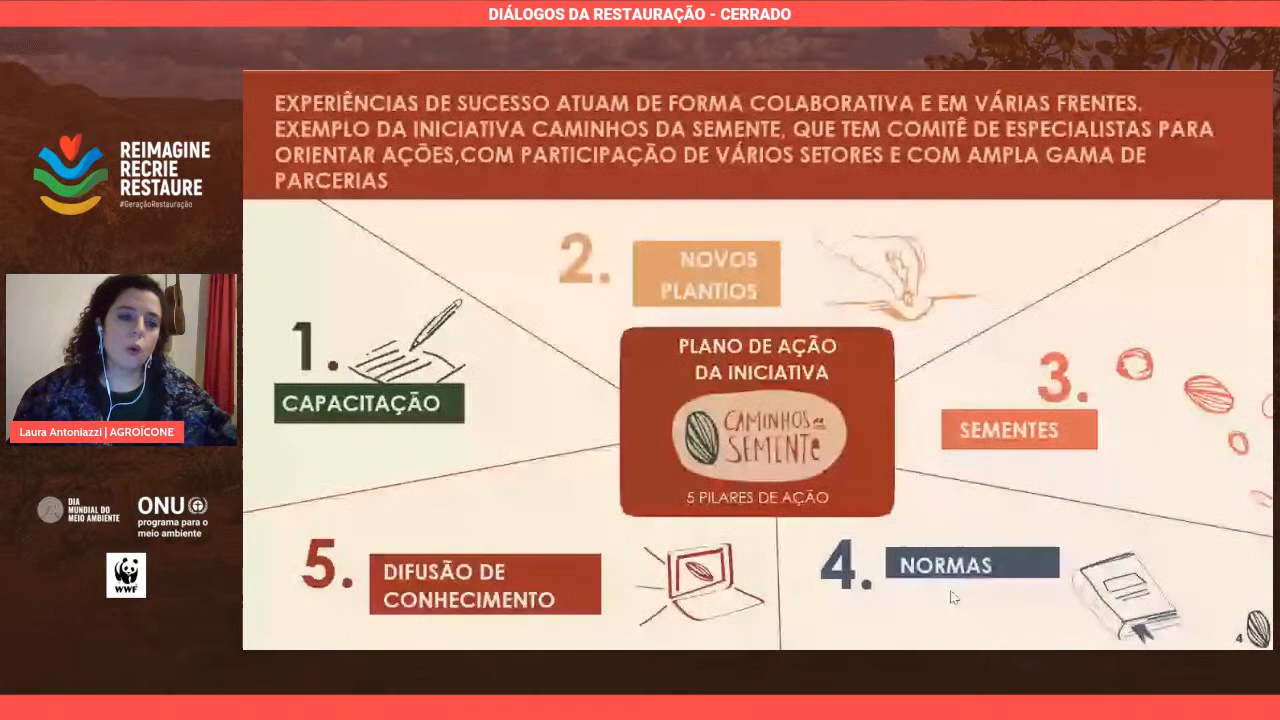 DIÁLOGOS DA RESTAURAÇÃO - CERRADO
REIMAGINE
RECRIE
RESTAURE
#GeraçãoRestauração
Laura Antoniazzi | AGROÍCONE
DIA
MUNDIAL DO
MEIO AMBIENTE
ONU
programa para o
meio ambiente
WWF
EXPERIÊNCIAS DE SUCESSO ATUAM DE FORMA COLABORATIVA E EM VÁRIAS FRENTES.
EXEMPLO DA INICIATIVA CAMINHOS DA SEMENTE, QUE TEM COMITÊ DE ESPECIALISTAS PARA
ORIENTAR AÇÕES,COM PARTICIPAÇÃO DE VÁRIOS SETORES E COM AMPLA GAMA DE
PARCERIAS
1.
CAPACITAÇÃO
2.
NOVOS
PLANTIOS
3.
SEMENTES
PLANO DE AÇÃO
DA INICIATIVA
CAMINHOS DA
SEMENTE
5 PILARES DE AÇÃO
4.
NORMAS
5.
DIFUSÃO DE
CONHECIMENTO
4